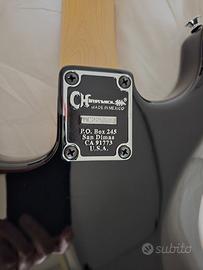 Charvel
MADE IN MEXICO
P.O. Box 245
San Dimas
CA 91773
U.S.A.
subito